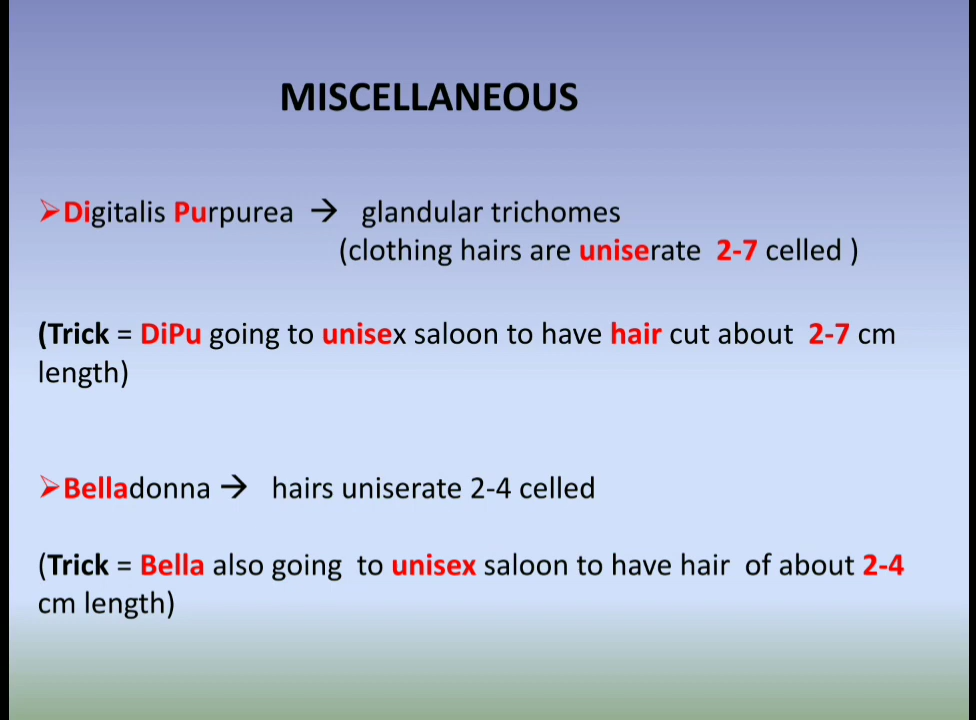 MISCELLANEOUS
➢Digitalis Purpurea → glandular trichomes
(clothing hairs are uniserate 2-7 celled )
(Trick = DiPu going to unisex saloon to have hair cut about 2-7 cm
length)
➢Belladonna → hairs uniserate 2-4 celled
(Trick = Bella also going to unisex saloon to have hair of about 2-4
cm length)